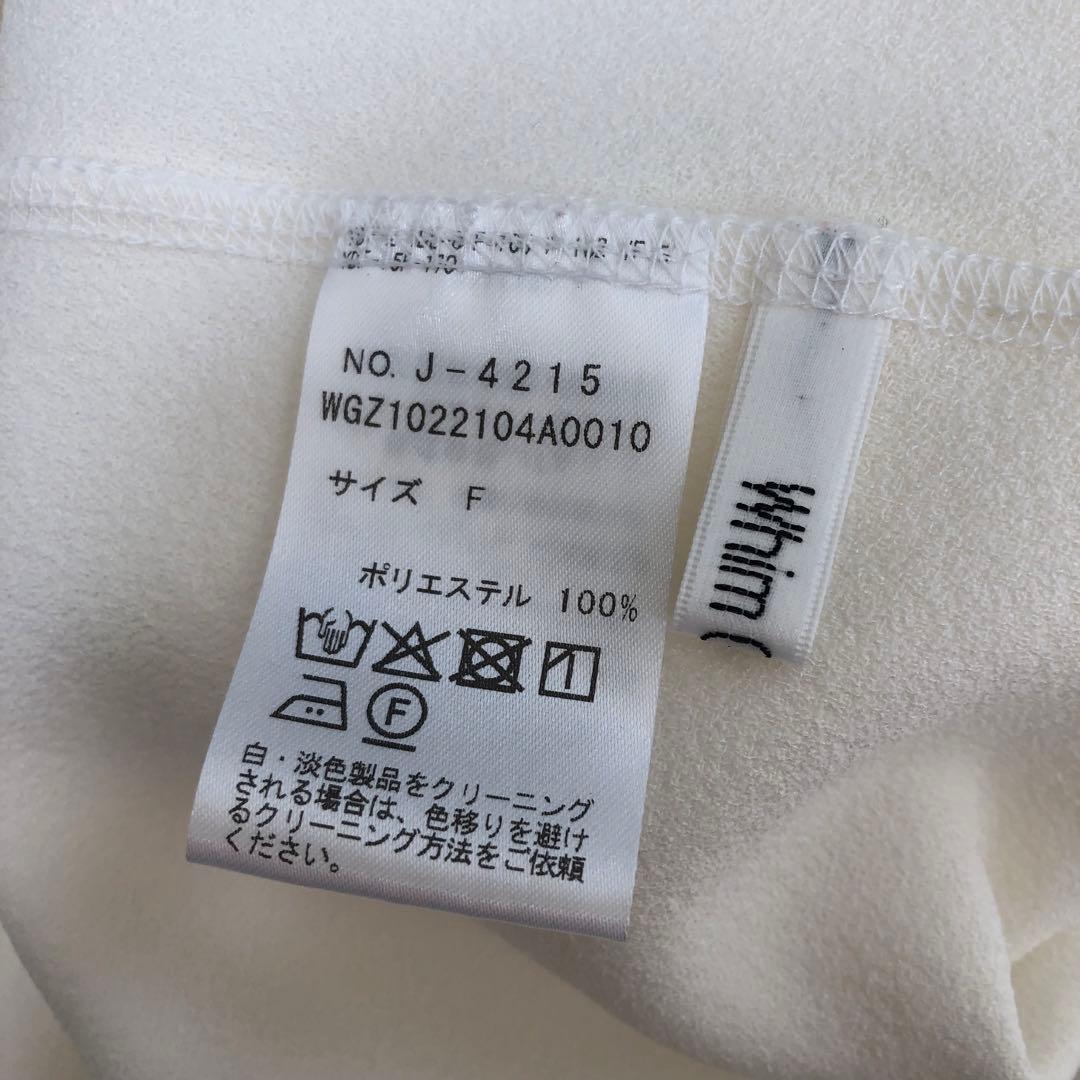 NO. J-4215
WGZ1022104A0010
サイズ F
ポリエステル 100%
F
白・淡色製品をクリーニング
される場合は、色移りを避け
るクリーニング方法をご依頼
ください。
Whim